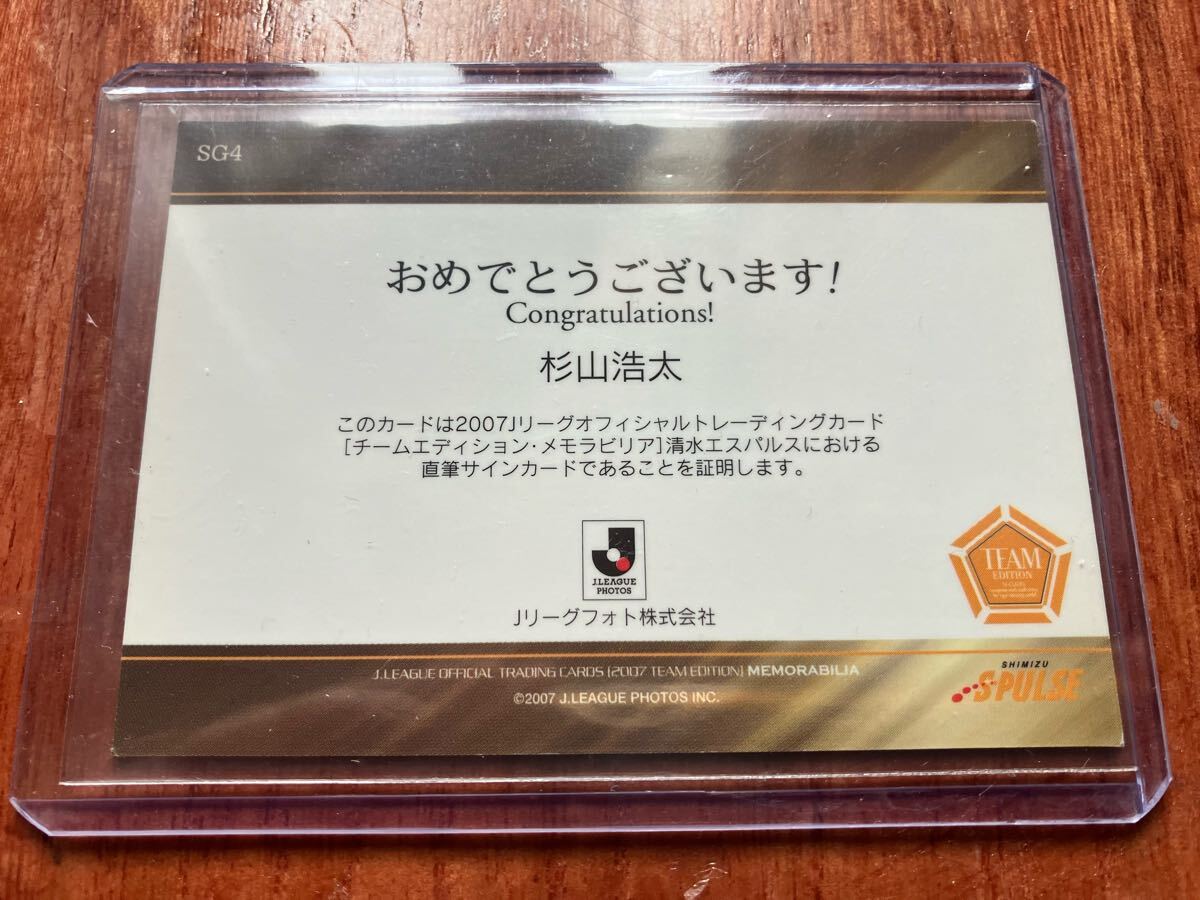 SG4
おめでとうございます!
Congratulations!
杉山浩太
このカードは2007Jリーグオフィシャルトレーディングカード
[チームエディション・メモラビリア]清水エスパルスにおける
直筆サインカードであることを証明します。
J.LEAGUE
PHOTOS
Jリーグフォト株式会社
TEAM
EDITION
J.LEAGUE OFFICIAL TRADING CARDS [2007 TEAM EDITION] MEMORABILIA
©2007 J.LEAGUE PHOTOS INC.
SHIMIZU
S-PULSE